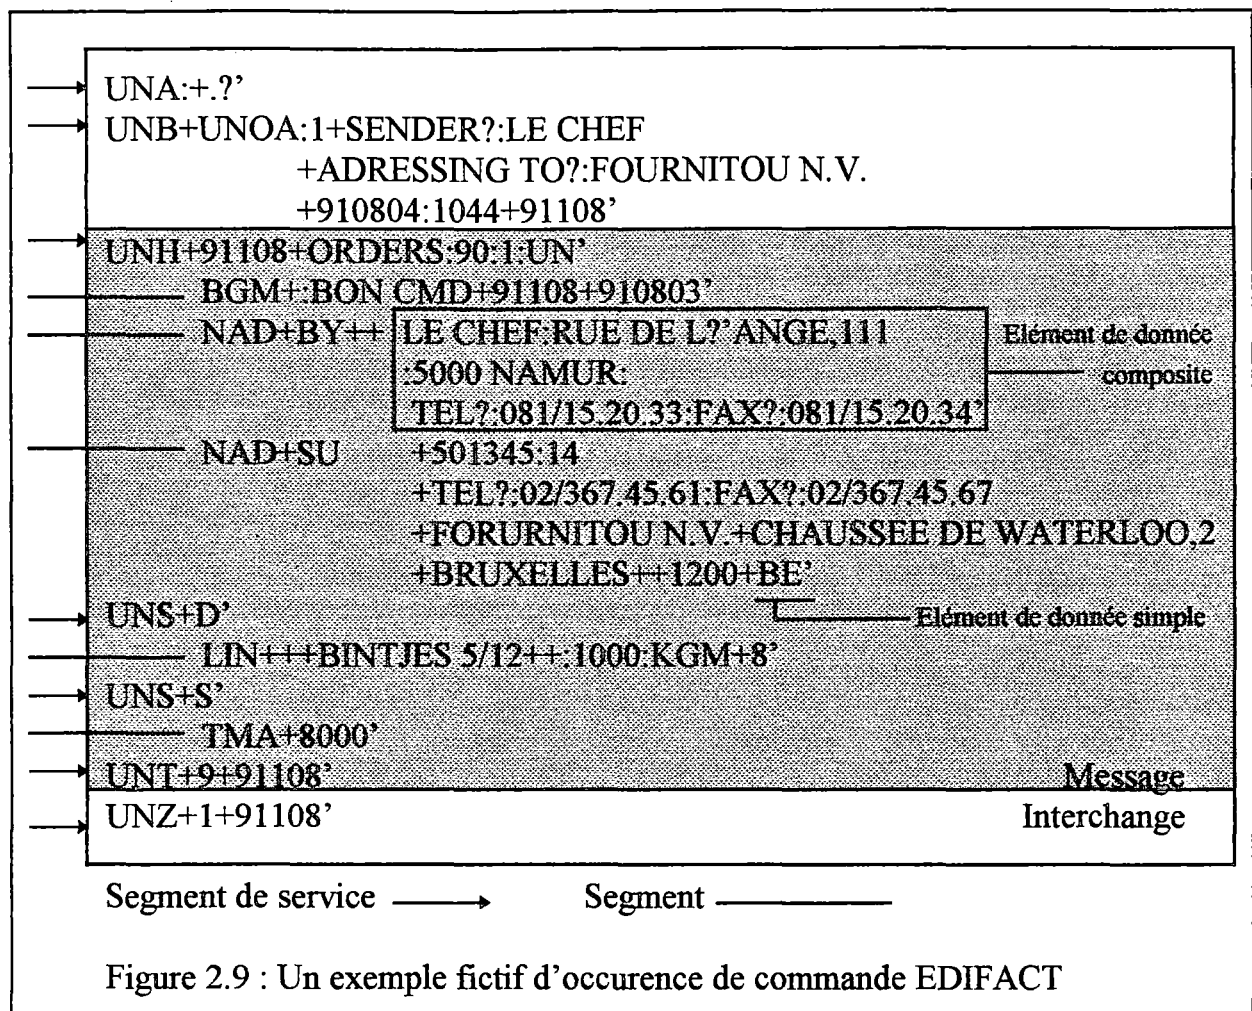 UNA:+.?’
UNB+UNOA:1+SENDER?:LE CHEF
+ADRESSING TO?:FOURNITOU N.V.
+910804:1044+91108’
UNH+91108+ORDERS:90:1:UN’
BGM+:BON CMD+91108+910803’
NAD+BY++ LE CHEF:RUE DE L?’ANGE,111 Elément de donnée
:5000 NAMUR: composite
TEL?:081/15.20.33:FAX?:081/15.20.34’
NAD+SU +501345:14
+TEL?:02/367.45.61:FAX?:02/367.45.67
+FORURNITOU N.V.+CHAUSSEE DE WATERLOO,2
+BRUXELLES++1200+BE’
UNS+D’ Elément de donnée simple
LIN+++BINTJES 5/12++:1000:KGM+8’
UNS+S’
TMA+8000’
UNT+9+91108’ Message
UNZ+1+91108’ Interchange
Segment de service Segment
Figure 2.9 : Un exemple fictif d’occurence de commande EDIFACT